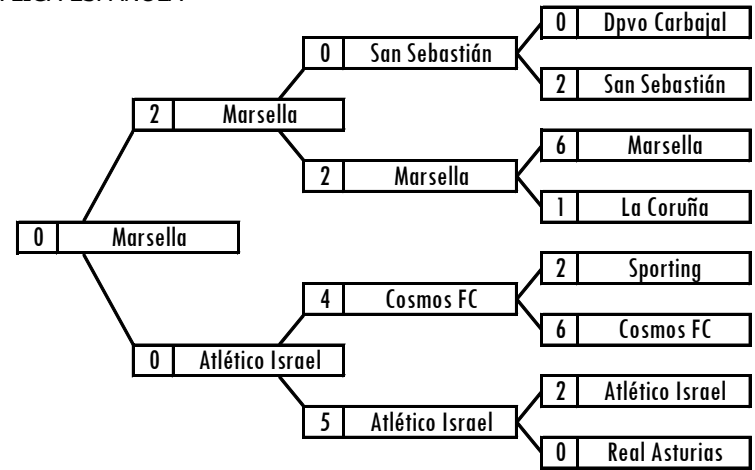 0 Dpvo Carbajal
0 San Sebastián
2 San Sebastián
2 Marsella
6 Marsella
2 Marsella
1 La Coruña
0 Marsella
2 Sporting
4 Cosmos FC
6 Cosmos FC
0 Atlético Israel
2 Atlético Israel
5 Atlético Israel
0 Real Asturias